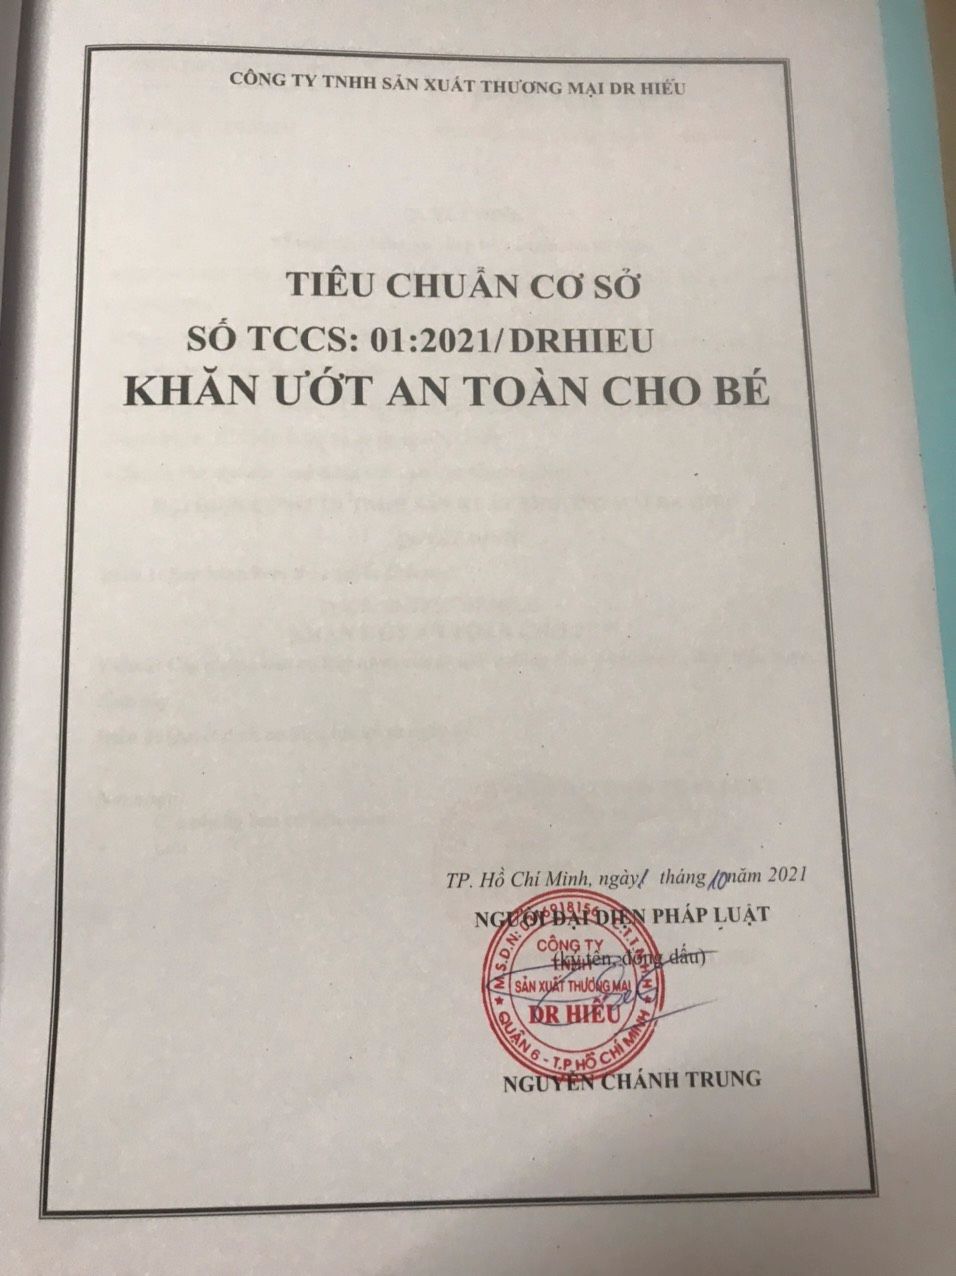 CÔNG TY TNHH SẢN XUẤT THƯƠNG MẠI DR HIẾU
TIÊU CHUẨN CƠ SỞ
SỐ TCCS: 01:2021/DRHIEU
KHĂN ƯỚT AN TOÀN CHO BÉ
TP. Hồ Chí Minh, ngày 1 tháng 10 năm 2021
NGƯỜI ĐẠI DIỆN PHÁP LUẬT
(ký tên, đóng dấu)
M.S.D.N: C.T.T.N.H.H
CÔNG TY
TNHH
SẢN XUẤT THƯƠNG MẠI
DR HIẾU
QUẬN 6 - T.P HỒ CHÍ MINH
NGUYỄN CHÁNH TRUNG